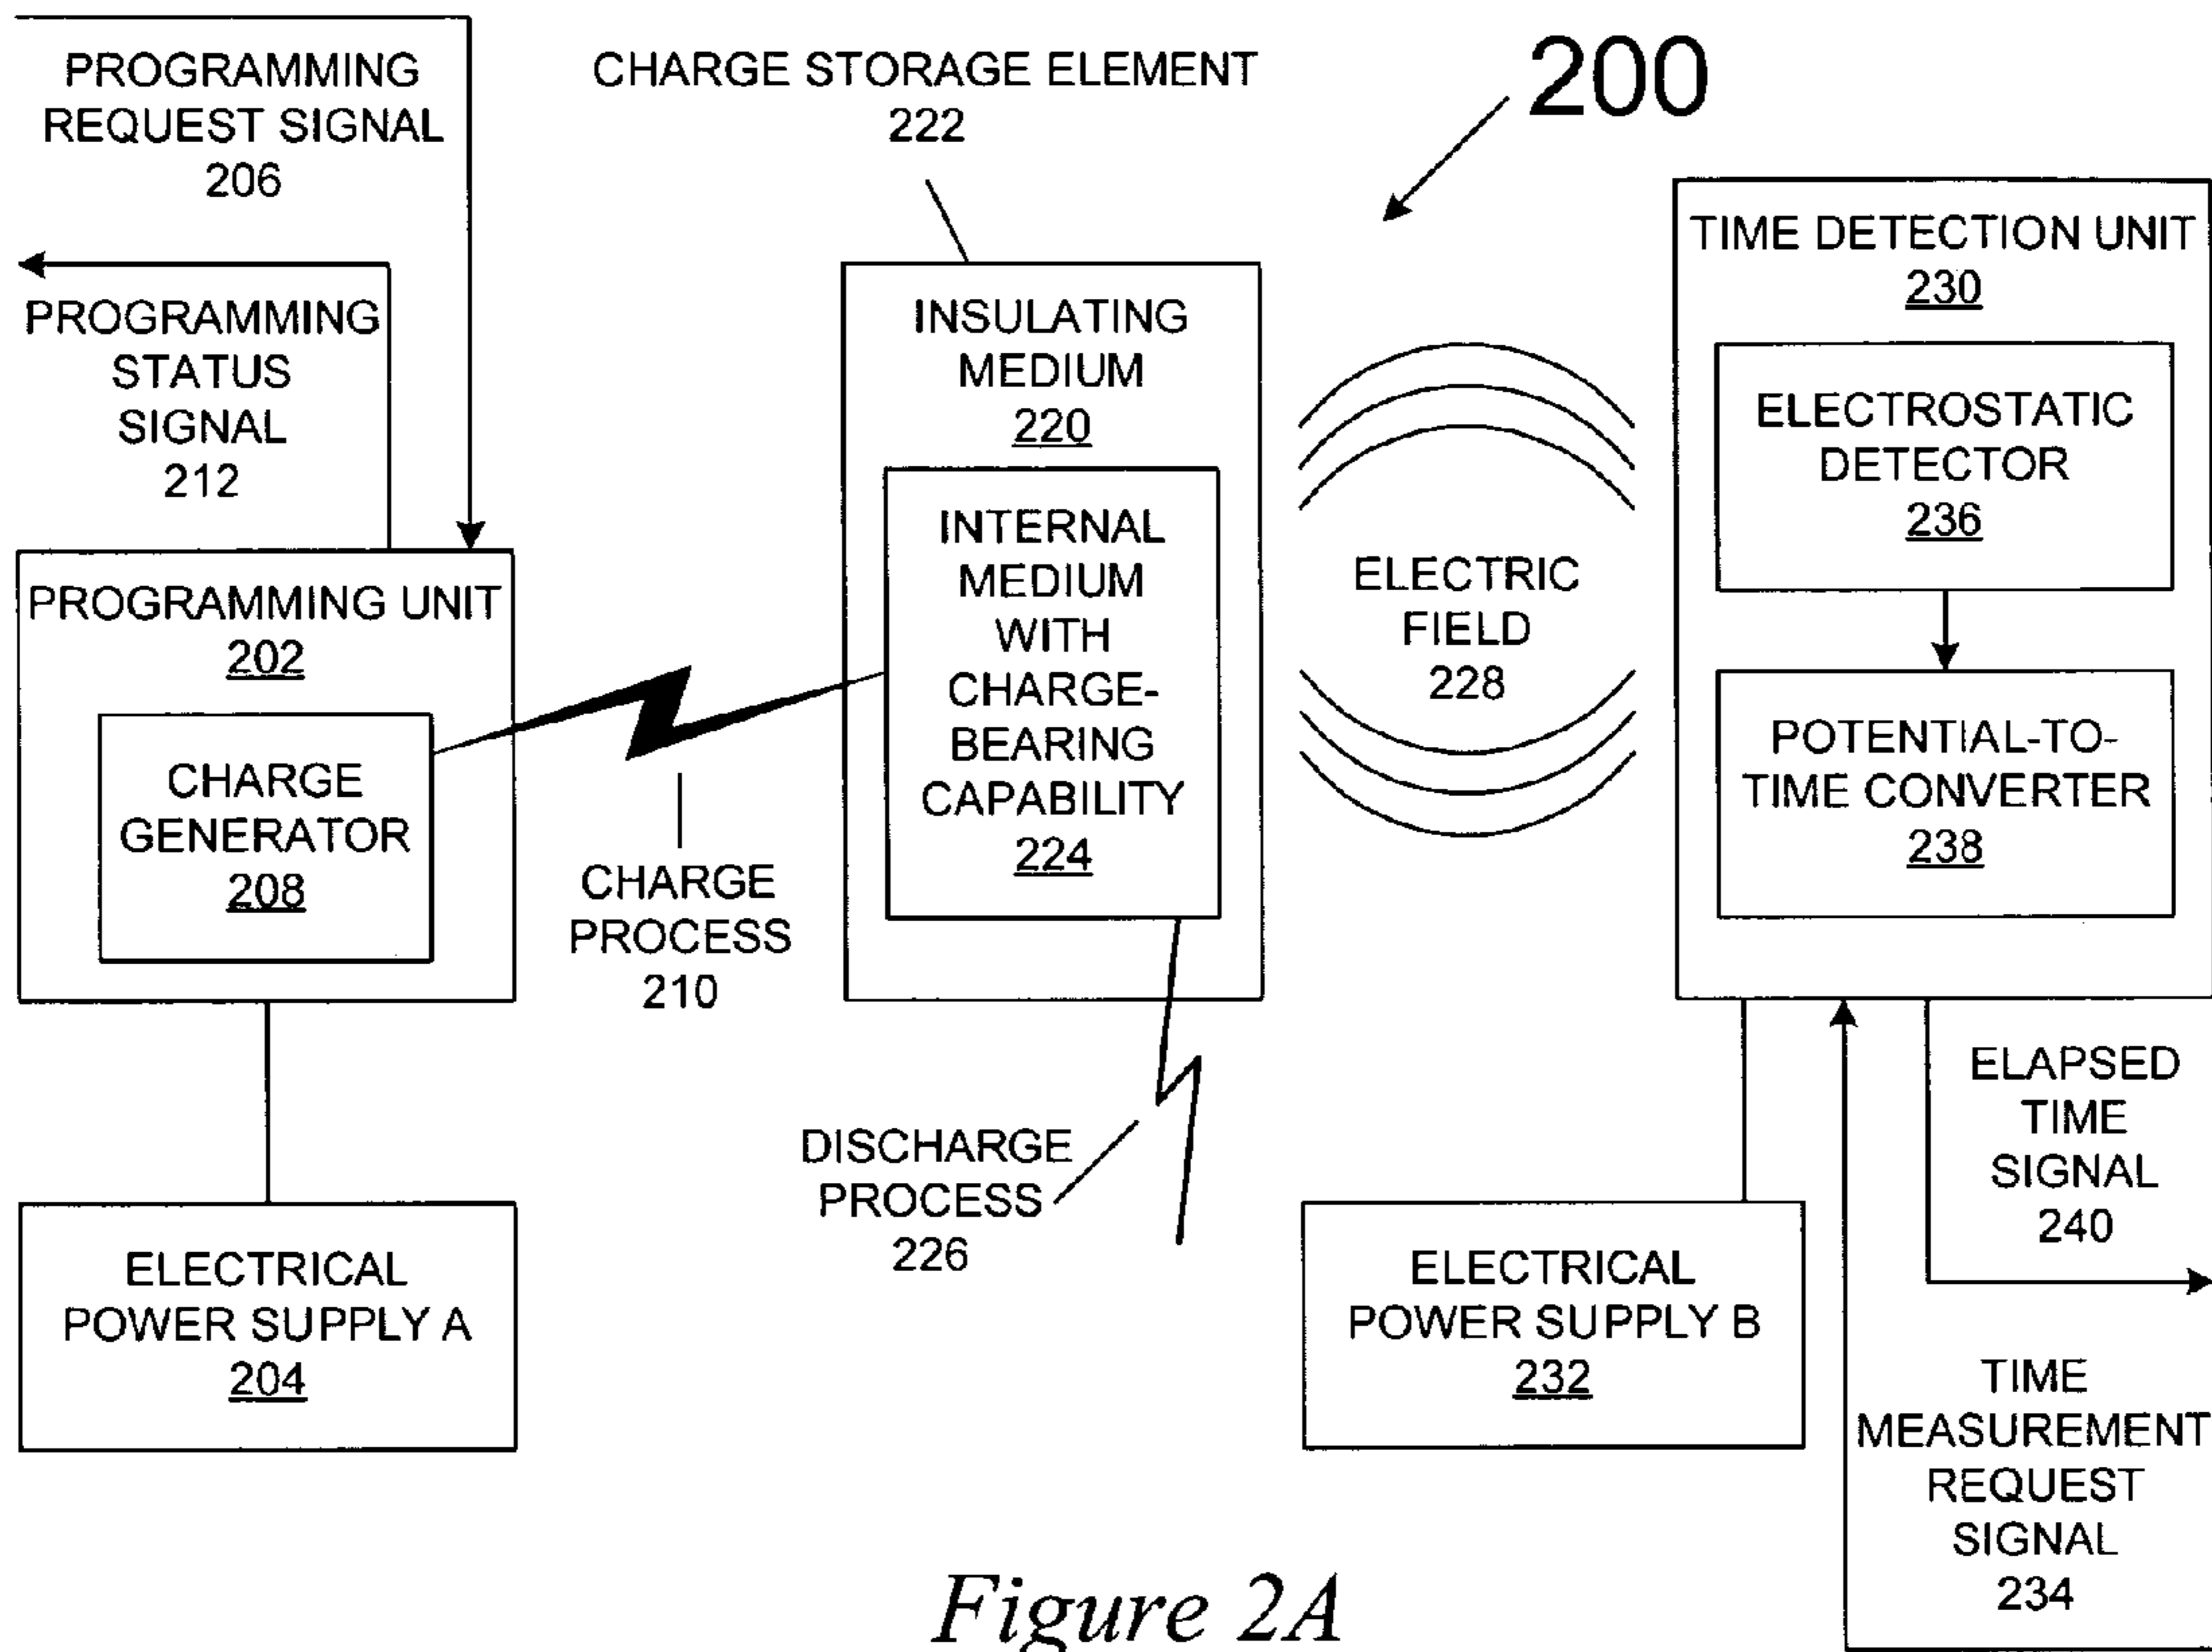 200
PROGRAMMING
REQUEST SIGNAL
206
PROGRAMMING
STATUS
SIGNAL
212
PROGRAMMING UNIT
202
CHARGE
GENERATOR
208
ELECTRICAL
POWER SUPPLY A
204
CHARGE
PROCESS
210
CHARGE STORAGE ELEMENT
222
INSULATING
MEDIUM
220
INTERNAL
MEDIUM
WITH
CHARGE-
BEARING
CAPABILITY
224
DISCHARGE
PROCESS
226
ELECTRIC
FIELD
228
TIME DETECTION UNIT
230
ELECTROSTATIC
DETECTOR
236
POTENTIAL-TO-
TIME CONVERTER
238
ELECTRICAL
POWER SUPPLY B
232
ELAPSED
TIME
SIGNAL
240
TIME
MEASUREMENT
REQUEST
SIGNAL
234
Figure 2A